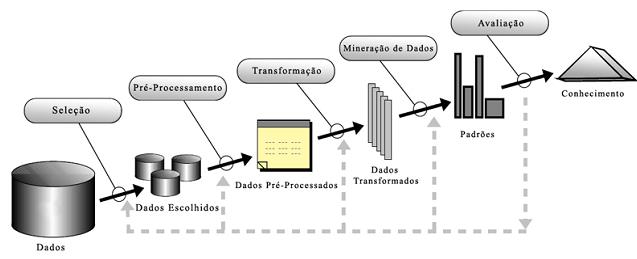 Avaliação
Mineração de Dados
Transformação
Pré-Processamento
Seleção
Conhecimento
Padrões
Dados
Transformados
Dados Pré-Processados
Dados Escolhidos
Dados